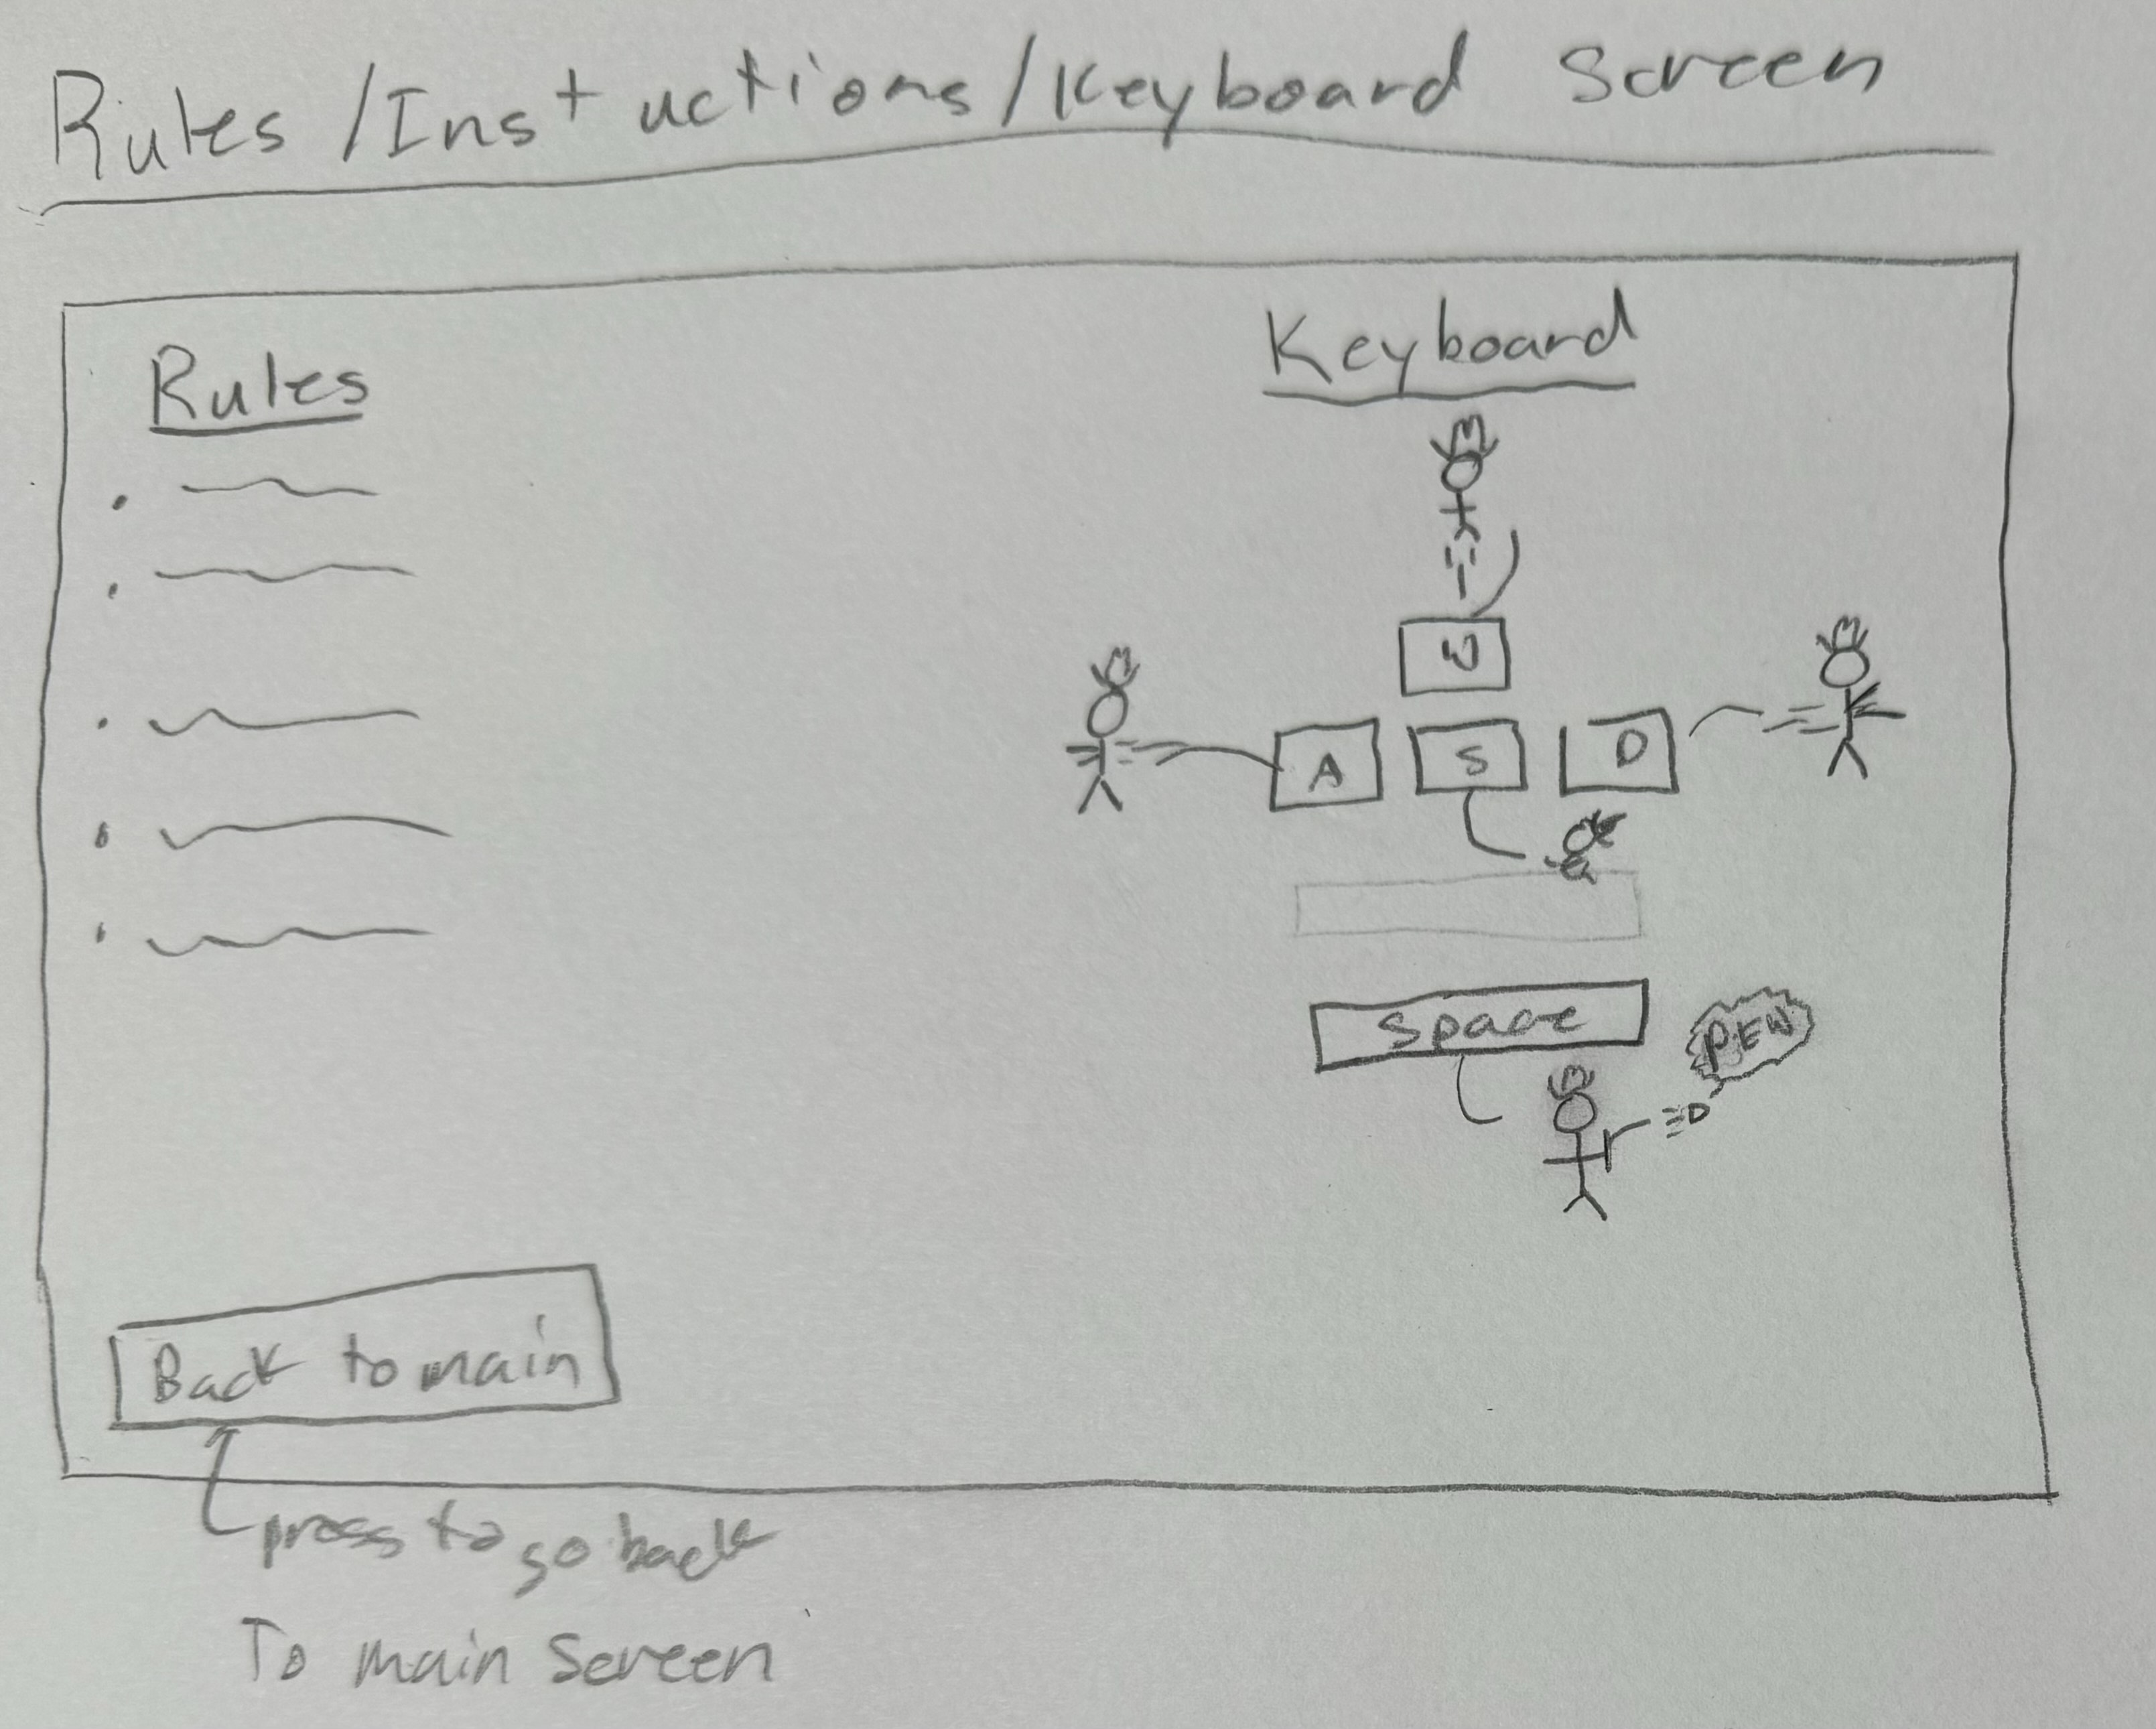 Rules /Instuctions/Keyboard Screen
Rules
Keyboard
W
A S D
Space
PEW
Back to main
press to go back
To main screen